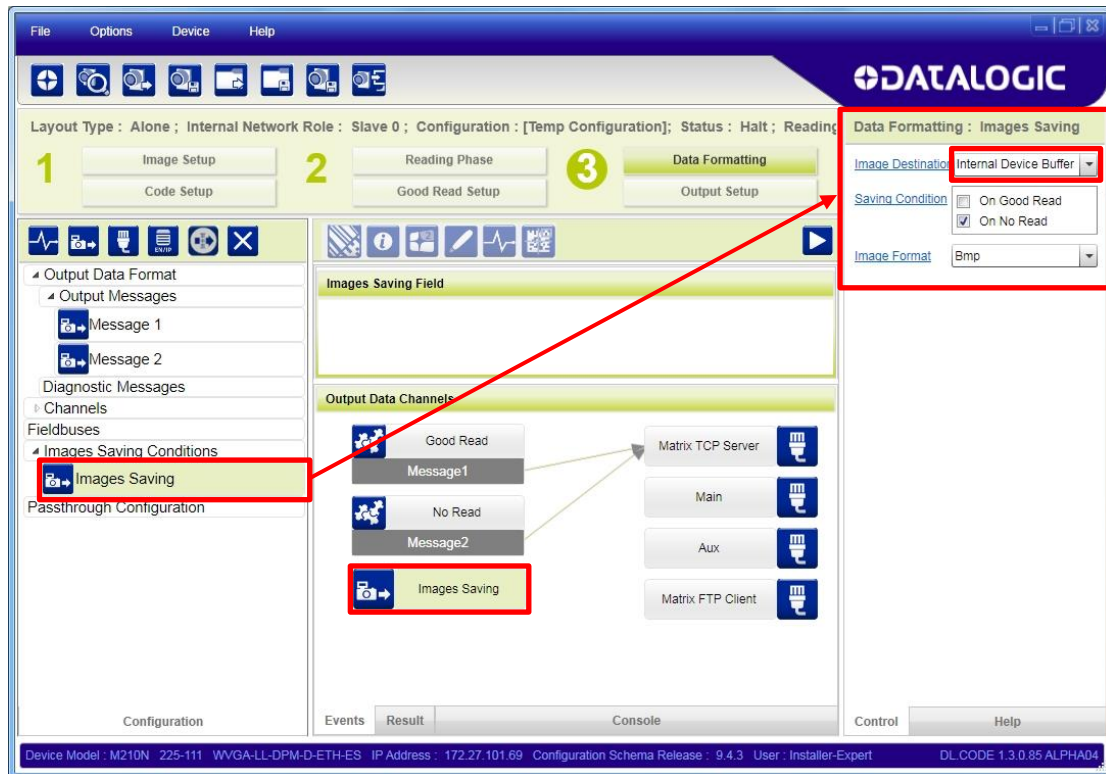 File Options Device Help
DATALOGIC
Layout Type : Alone ; Internal Network Role : Slave 0 ; Configuration : [Temp Configuration]; Status : Halt ; Reading
1 Image Setup
Code Setup
2 Reading Phase
Good Read Setup
3 Data Formatting
Output Setup
EN/IP
Output Data Format
Output Messages
Message 1
Message 2
Diagnostic Messages
Channels
Fieldbuses
Images Saving Conditions
Images Saving
Passthrough Configuration
Configuration
Images Saving Field
Output Data Channels
Good Read
Message1
No Read
Message2
Images Saving
Matrix TCP Server
Main
Aux
Matrix FTP Client
Events Result Console
Data Formatting : Images Saving
Image Destination Internal Device Buffer
Saving Condition On Good Read
On No Read
Image Format Bmp
Control Help
Device Model : M210N 225-111 WVGA-LL-DPM-D-ETH-ES IP Address : 172.27.101.69 Configuration Schema Release : 9.4.3 User : Installer-Expert DL.CODE 1.3.0.85 ALPHA04